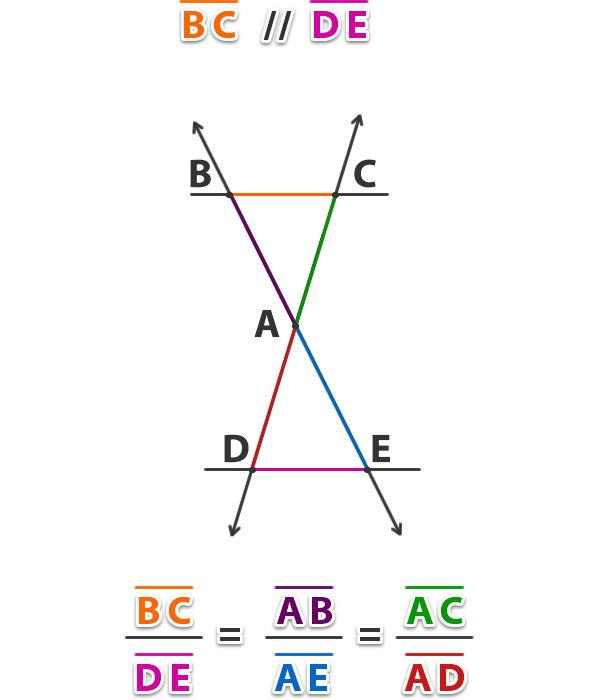 BC // DE
B C
A
D E
BC = AB = AC
DE AE AD